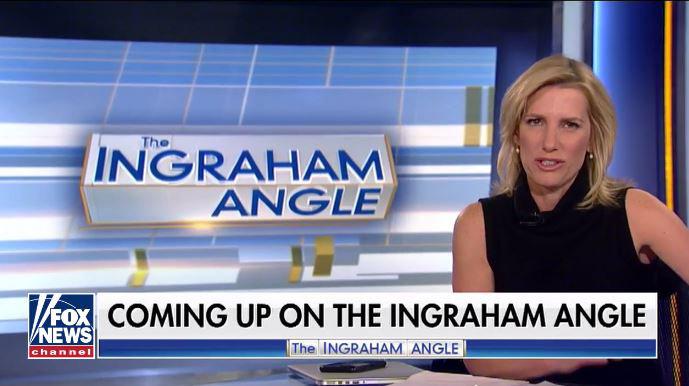 The
INGRAHAM
ANGLE
FOX
NEWS
channel
COMING UP ON THE INGRAHAM ANGLE
The INGRAHAM ANGLE